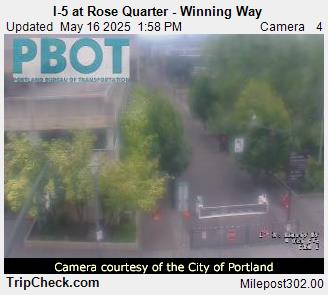 I-5 at Rose Quarter - Winning Way
Updated May 16 2025 1:58 PM Camera 4
PBOT
PORTLAND BUREAU OF TRANSPORTATION
Camera courtesy of the City of Portland
TripCheck.com Milepost302.00